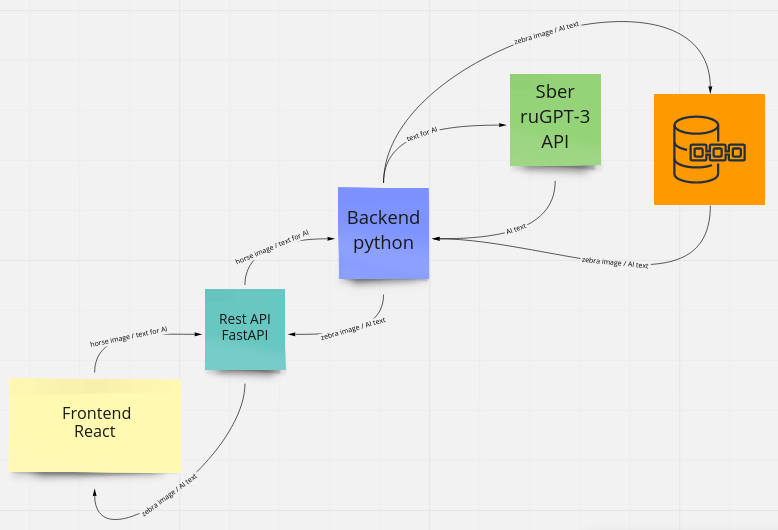 zebra image / AI text
Sber
ruGPT-3
API
text for AI
Backend
python
AI text
zebra image / AI text
horse image / text for AI
Rest API
FastAPI
zebra image / AI text
horse image / text for AI
Frontend
React
zebra image / AI text